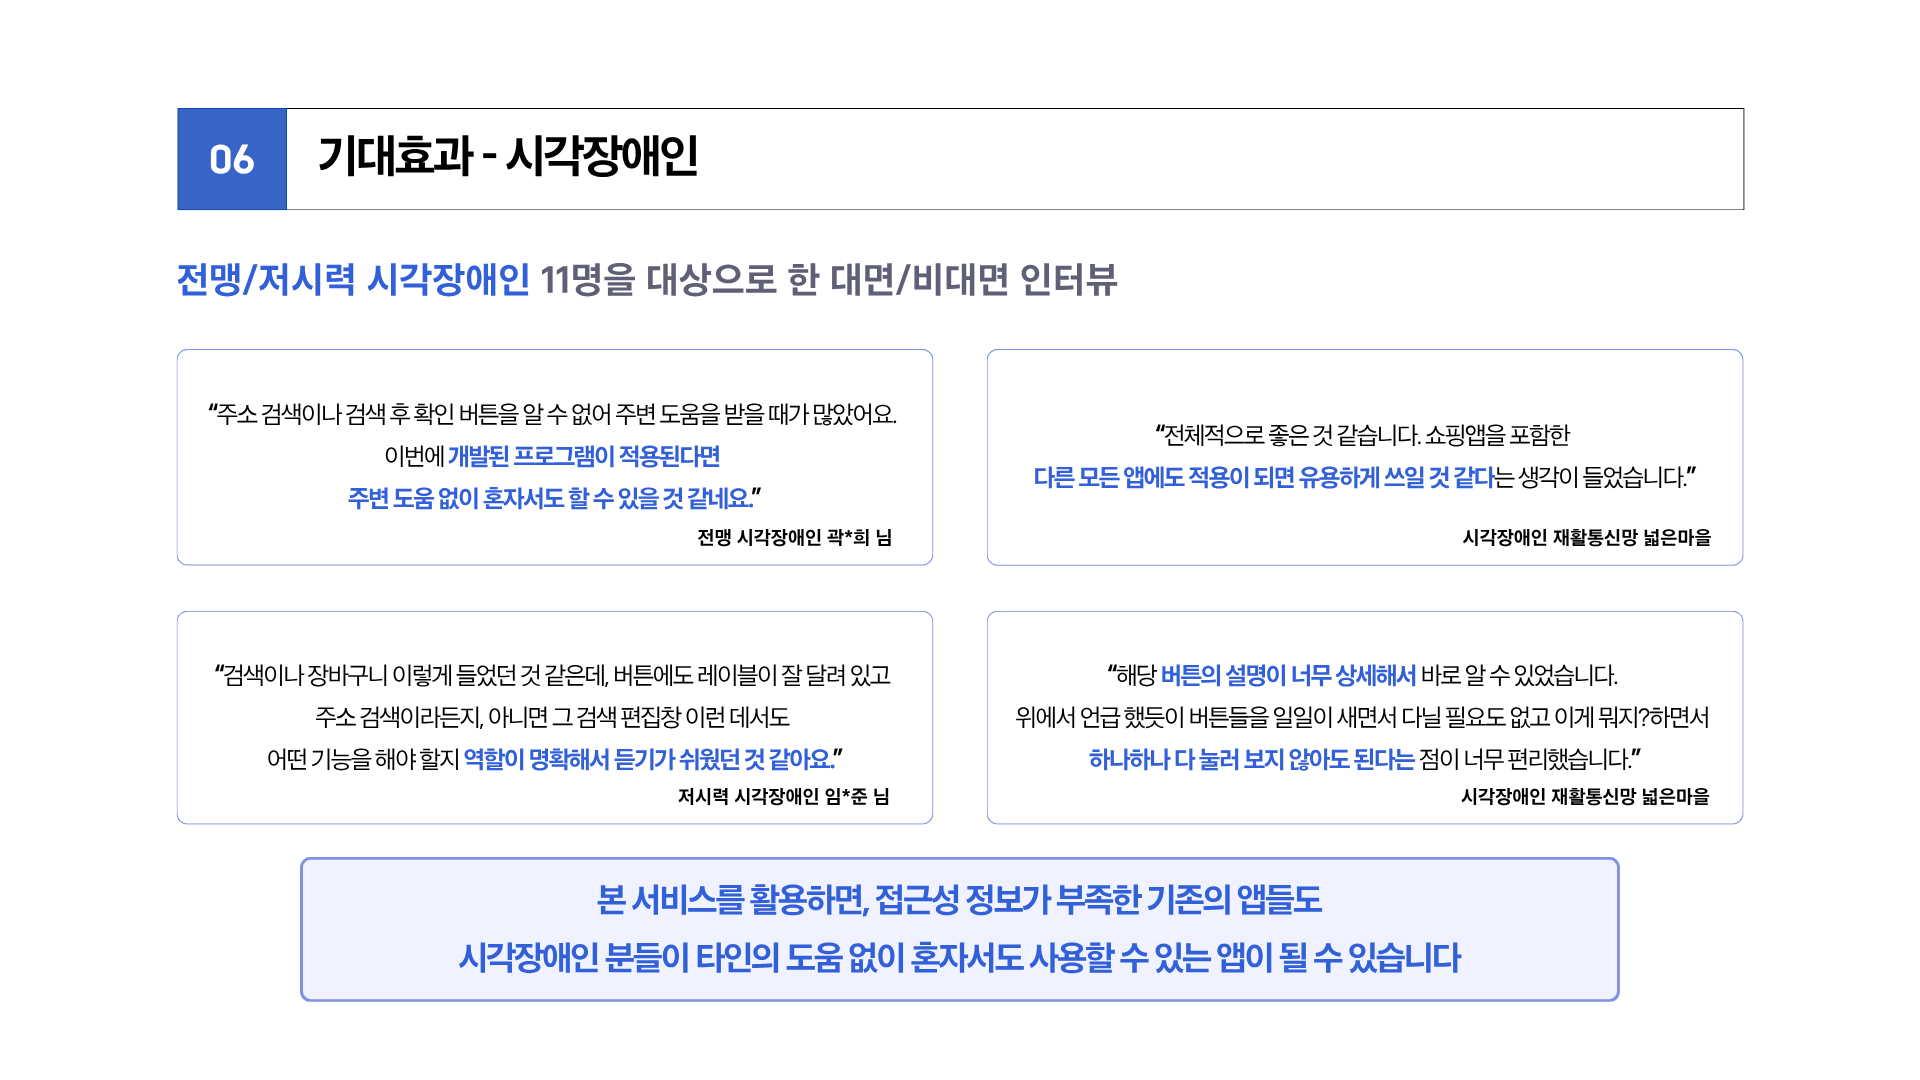 06
기대효과 - 시각장애인
전맹/저시력 시각장애인 11명을 대상으로 한 대면/비대면 인터뷰
“주소 검색이나 검색 후 확인 버튼을 알 수 없어 주변 도움을 받을 때가 많았어요.
이번에 개발된 프로그램이 적용된다면
주변 도움 없이 혼자서도 할 수 있을 것 같네요.”
전맹 시각장애인 곽*희 님
“전체적으로 좋은 것 같습니다. 쇼핑앱을 포함한
다른 모든 앱에도 적용이 되면 유용하게 쓰일 것 같다는 생각이 들었습니다.”
시각장애인 재활통신망 넓은마을
“검색이나 장바구니 이렇게 들었던 것 같은데, 버튼에도 레이블이 잘 달려 있고
주소 검색이라든지, 아니면 그 검색 편집창 이런 데서도
어떤 기능을 해야 할지 역할이 명확해서 듣기가 쉬웠던 것 같아요.”
저시력 시각장애인 임*준 님
“해당 버튼의 설명이 너무 상세해서 바로 알 수 있었습니다.
위에서 언급 했듯이 버튼들을 일일이 새면서 다닐 필요도 없고 이게 뭐지?하면서
하나하나 다 눌러 보지 않아도 된다는 점이 너무 편리했습니다.”
시각장애인 재활통신망 넓은마을
본 서비스를 활용하면, 접근성 정보가 부족한 기존의 앱들도
시각장애인 분들이 타인의 도움 없이 혼자서도 사용할 수 있는 앱이 될 수 있습니다